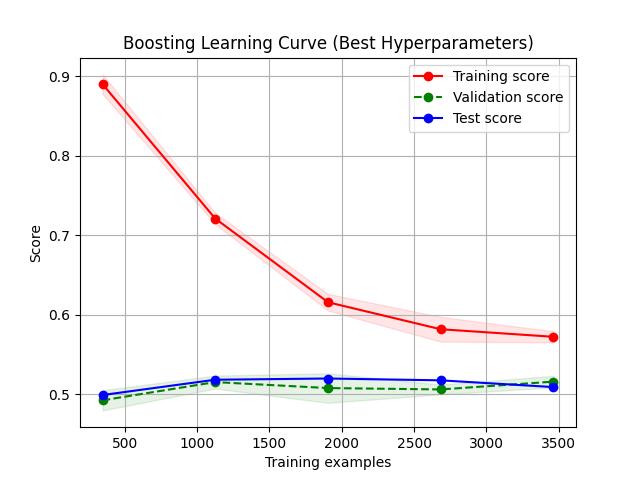 Boosting Learning Curve (Best Hyperparameters)
0.9
0.8
0.7
0.6
0.5
Score
Training score
Validation score
Test score
500
1000
1500
2000
2500
3000
3500
Training examples